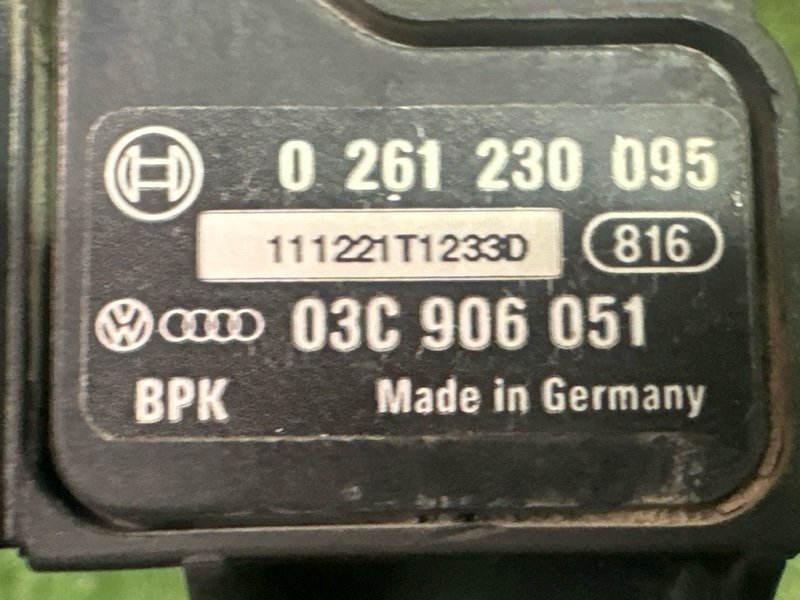 0 261 230 095
111221T1233D 816
03C 906 051
BPK Made in Germany